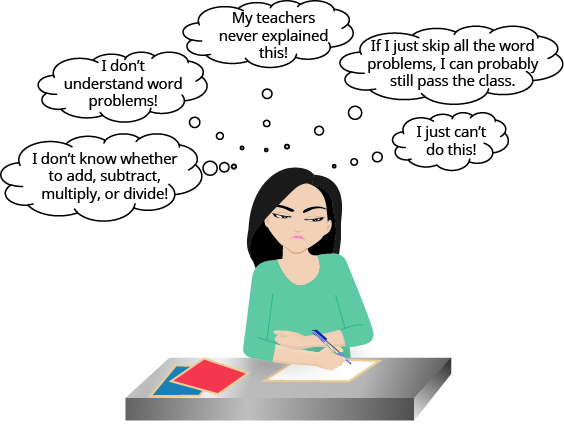 My teachers
never explained
this!
If I just skip all the word
problems, I can probably
still pass the class.
I don't
understand word
problems!
I just can't
do this!
I don't know whether
to add, subtract,
multiply, or divide!